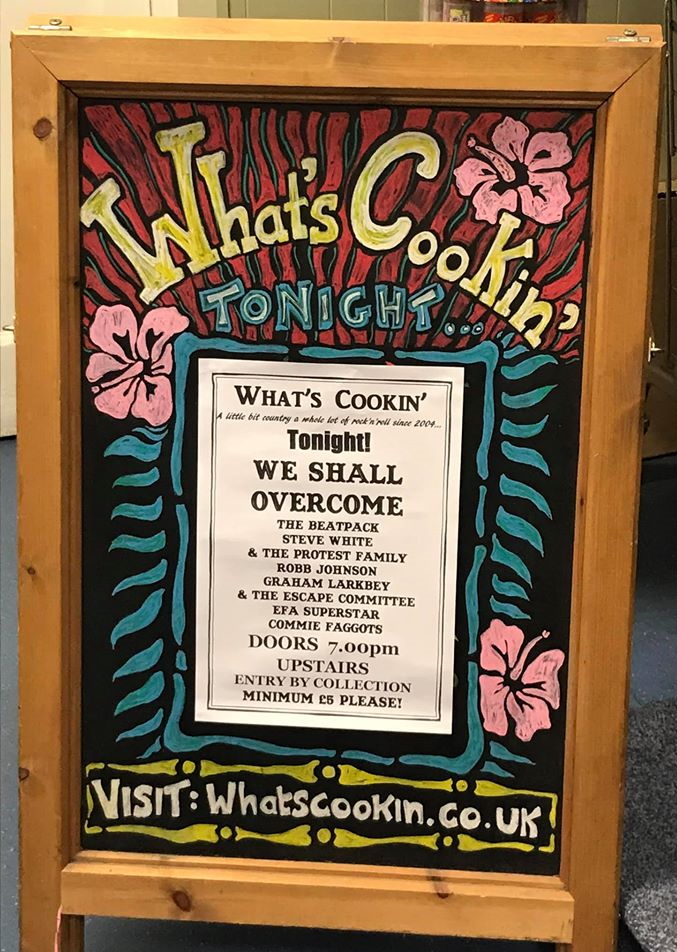 What's Cookin'
TONIGHT...
WHAT'S COOKIN'
A little bit country a whole lot of rock'n'roll since 2004...
Tonight!
WE SHALL
OVERCOME
THE BEATPACK
STEVE WHITE
& THE PROTEST FAMILY
ROBB JOHNSON
GRAHAM LARKBEY
& THE ESCAPE COMMITTEE
EFA SUPERSTAR
COMMIE FAGGOTS
DOORS 7.00pm
UPSTAIRS
ENTRY BY COLLECTION
MINIMUM £5 PLEASE!
VISIT: WhatsCookin.co.uk